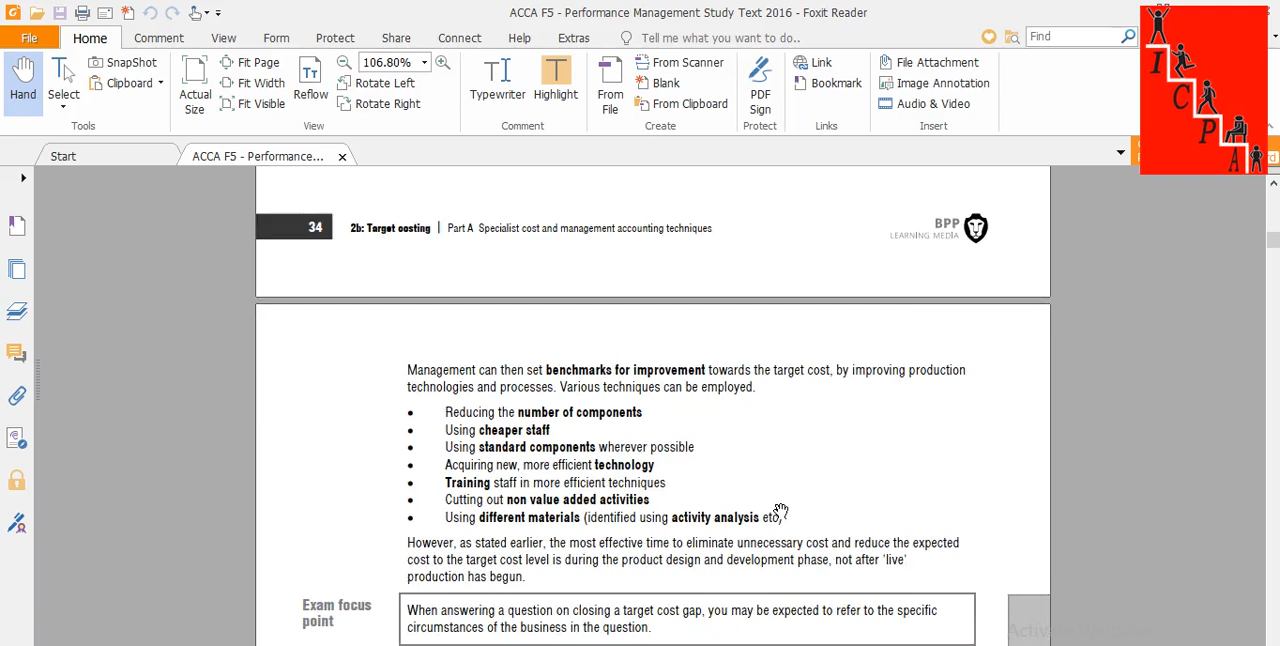 ACCA F5 - Performance Management Study Text 2016 - Foxit Reader
File Home Comment View Form Protect Share Connect Help Extras Tell me what you want to do.. Find
Hand
Select
SnapShot
Clipboard
Tools
Actual Size
Fit Page
Fit Width
Fit Visible
Reflow
106.80%
Rotate Left
Rotate Right
View
Typewriter
Highlight
Comment
From File
From Scanner
Blank
From Clipboard
Create
PDF Sign
Protect
Link
Bookmark
Links
File Attachment
Image Annotation
Audio & Video
Insert
I
C
P
A
Start
ACCA F5 - Performance...
34 2b: Target costing | Part A Specialist cost and management accounting techniques
BPP
LEARNING MEDIA
Management can then set benchmarks for improvement towards the target cost, by improving production
technologies and processes. Various techniques can be employed.
• Reducing the number of components
• Using cheaper staff
• Using standard components wherever possible
• Acquiring new, more efficient technology
• Training staff in more efficient techniques
• Cutting out non value added activities
• Using different materials (identified using activity analysis etc)
However, as stated earlier, the most effective time to eliminate unnecessary cost and reduce the expected
cost to the target cost level is during the product design and development phase, not after 'live'
production has begun.
Exam focus
point
When answering a question on closing a target cost gap, you may be expected to refer to the specific
circumstances of the business in the question.